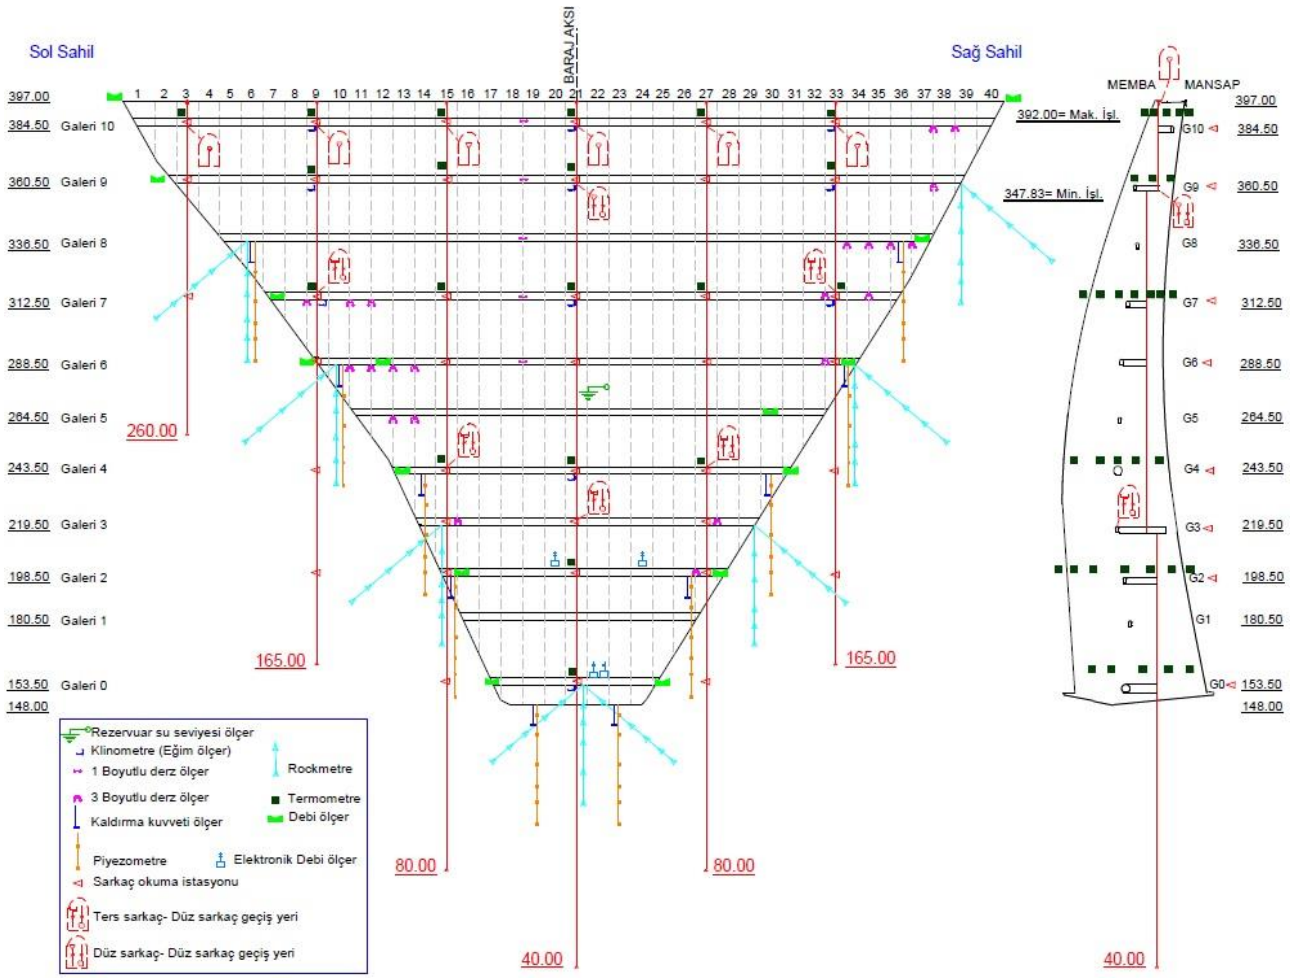 BARAJ AKSI
Sol Sahil
Sağ Sahil
MEMBA MANSAP
397.00
1 2 3 4 5 6 7 8 9 10 11 12 13 14 15 16 17 18 19 20 21 22 23 24 25 26 27 28 29 30 31 32 33 34 35 36 37 38 39 40
397.00
392.00= Mak. İşl.
384.50 Galeri 10
G10 384.50
360.50 Galeri 9
G9 360.50
347.83= Min. İşl.
336.50 Galeri 8
G8 336.50
312.50 Galeri 7
G7 312.50
288.50 Galeri 6
G6 288.50
264.50 Galeri 5
G5 264.50
260.00
243.50 Galeri 4
G4 243.50
219.50 Galeri 3
G3 219.50
198.50 Galeri 2
G2 198.50
180.50 Galeri 1
G1 180.50
165.00
165.00
153.50 Galeri 0
G0 153.50
148.00
148.00
Rezervuar su seviyesi ölçer
Klinometre (Eğim ölçer)
1 Boyutlu derz ölçer
Rockmetre
3 Boyutlu derz ölçer
Termometre
Kaldırma kuvveti ölçer
Debi ölçer
Piyezometre
Elektronik Debi ölçer
Sarkaç okuma istasyonu
Ters sarkaç- Düz sarkaç geçiş yeri
Düz sarkaç- Düz sarkaç geçiş yeri
80.00
80.00
40.00
40.00